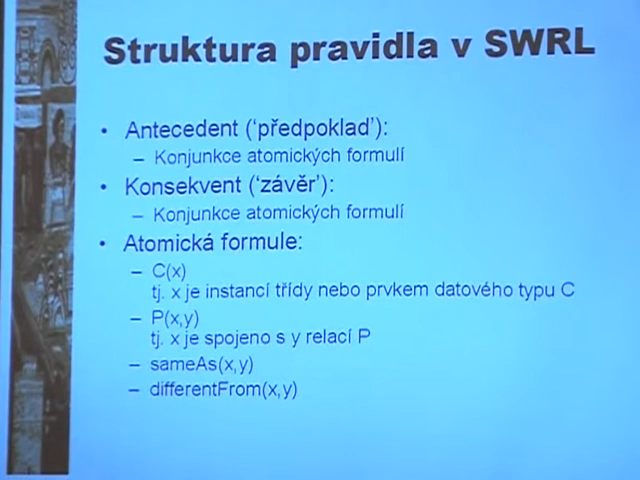 Struktura pravidla v SWRL
• Antecedent (‘předpoklad’):
– Konjunkce atomických formulí
• Konsekvent (‘závěr’):
– Konjunkce atomických formulí
• Atomická formule:
– C(x)
tj. x je instancí třídy nebo prvkem datového typu C
– P(x,y)
tj. x je spojeno s y relací P
– sameAs(x,y)
– differentFrom(x,y)